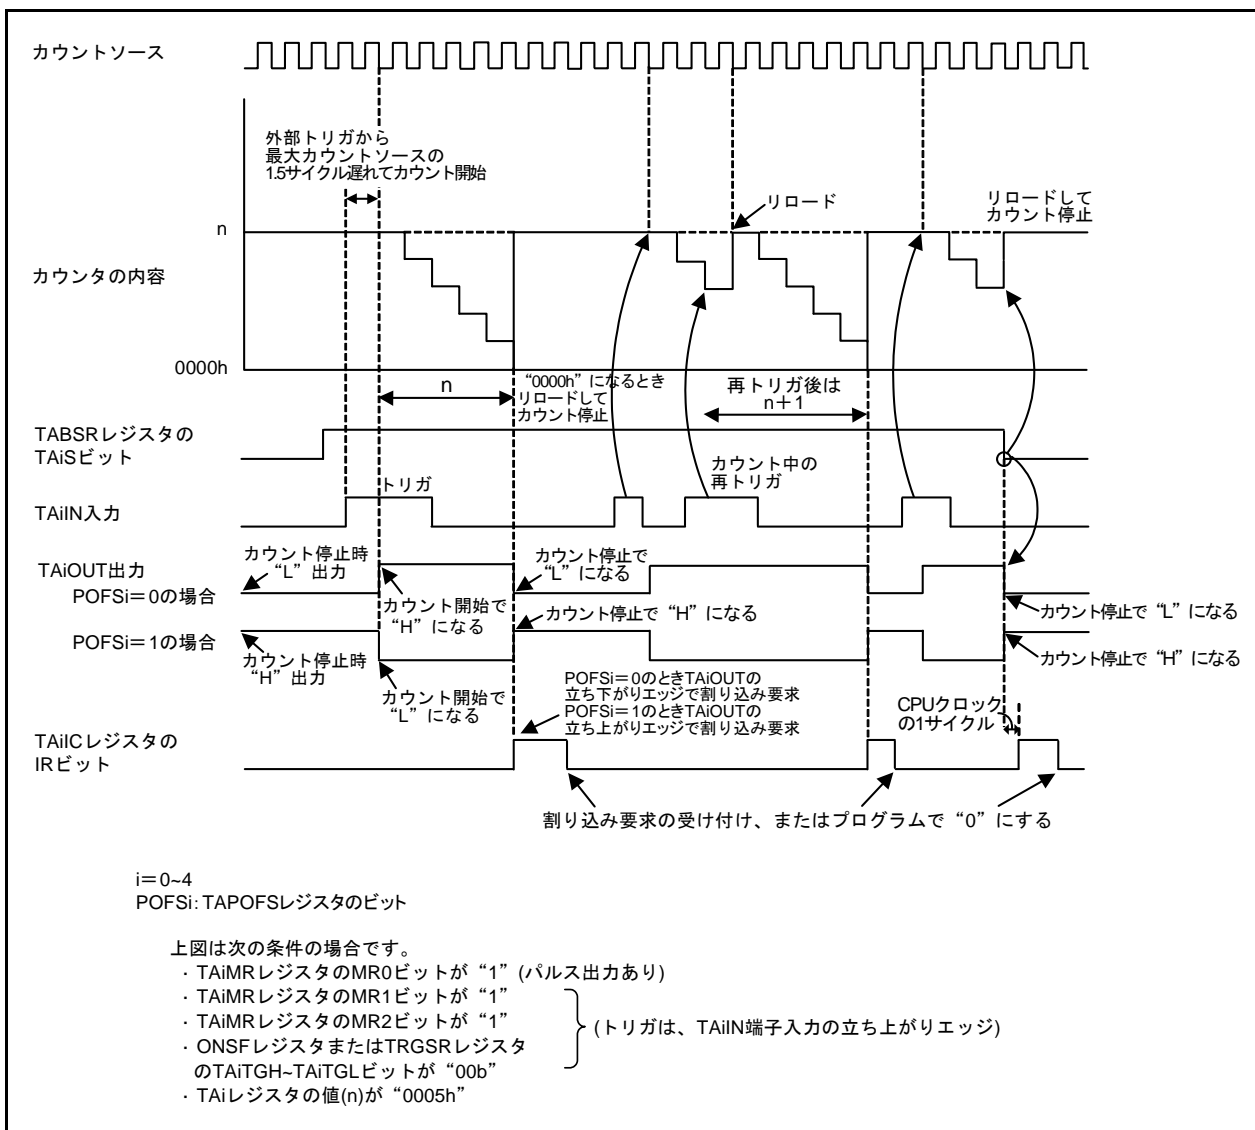 カウントソース
外部トリガから
最大カウントソースの
1.5サイクル遅れてカウント開始
リロード
リロードして
カウント停止
n
カウンタの内容
0000h
n
“0000h”になるとき
リロードして
カウント停止
再トリガ後は
n＋1
TABSRレジスタの
TAiSビット
トリガ
カウント中の
再トリガ
TAiIN入力
カウント停止時
“L”出力
カウント停止で
“L”になる
TAiOUT出力
POFSi＝0の場合
カウント開始で
“H”になる
カウント停止で“H”になる
カウント停止で“L”になる
POFSi＝1の場合
カウント停止時
“H”出力
カウント開始で
“L”になる
カウント停止で“H”になる
POFSi＝0のときTAiOUTの
立ち下がりエッジで割り込み要求
POFSi＝1のときTAiOUTの
立ち上がりエッジで割り込み要求
CPUクロック
の1サイクル
TAiICレジスタの
IRビット
割り込み要求の受け付け、またはプログラムで“0”にする
i＝0~4
POFSi: TAPOFSレジスタのビット
上図は次の条件の場合です。
・TAiMRレジスタのMR0ビットが“1”(パルス出力あり)
・TAiMRレジスタのMR1ビットが“1”
・TAiMRレジスタのMR2ビットが“1”
(トリガは、TAiIN端子入力の立ち上がりエッジ)
・ONSFレジスタまたはTRGSRレジスタ
のTAiTGH~TAiTGLビットが“00b”
・TAiレジスタの値(n)が“0005h”